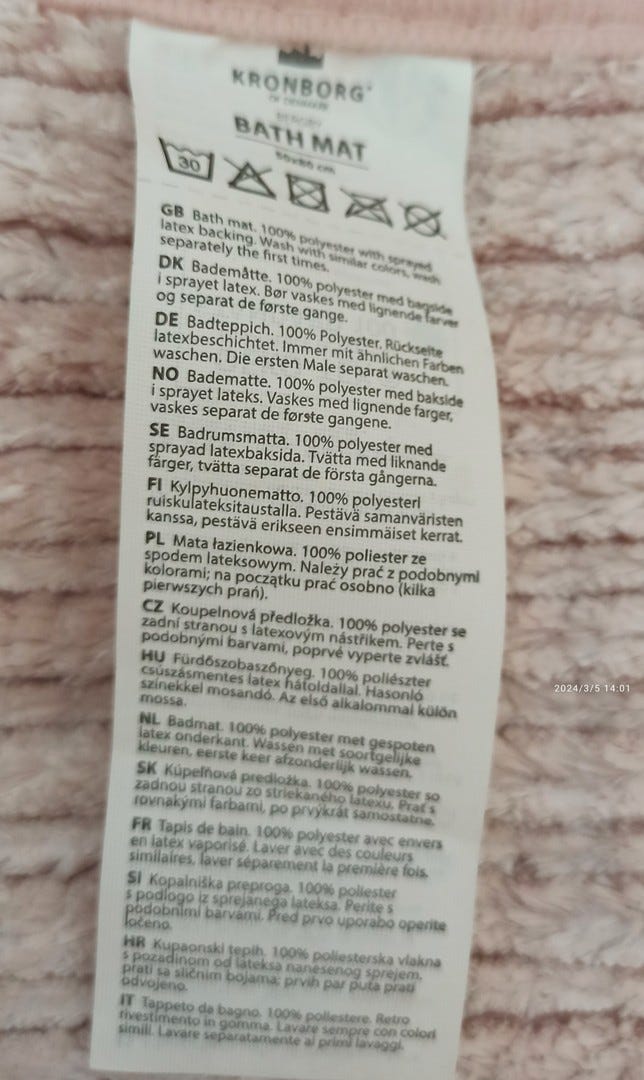 KRONBORG®
OF DENMARK
BATH MAT
50x80 cm
30
GB Bath mat. 100% polyester with sprayed
latex backing. Wash with similar colors, wash
separately the first times.
DK Bademåtte. 100% polyester med bagside
i sprayet latex. Bør vaskes med lignende farver
og separat de første gange.
DE Badteppich. 100% Polyester. Rückseite
latexbeschichtet. Immer mit ähnlichen Farben
waschen. Die ersten Male separat waschen.
NO Badematte. 100% polyester med bakside
i sprayet lateks. Vaskes med lignende farger,
vaskes separat de første gangene.
SE Badrumsmatta. 100% polyester med
sprayad latexbaksida. Tvätta med liknande
färger, tvätta separat de första gångerna.
FI Kylpyhuonematto. 100% polyesteri
ruiskulateksitaustalla. Pestävä samanväristen
kanssa, pestävä erikseen ensimmäiset kerrat.
PL Mata łazienkowa. 100% poliester ze
spodem lateksowym. Należy prać z podobnymi
kolorami; na początku prać osobno (kilka
pierwszych prań).
CZ Koupelnová předložka. 100% polyester se
zadní stranou s latexovým nástřikem. Perte s
podobnými barvami, poprvé vyperte zvlášť.
HU Fürdőszobaszőnyeg. 100% poliészter
csúszásmentes latex hátoldallal. Hasonló
színekkel mosandó. Az első alkalommal külön
mossa.
NL Badmat. 100% polyester met gespoten
latex onderkant. Wassen met soortgelijke
kleuren, eerste keer afzonderlijk wassen.
SK Kúpeľňová predložka. 100% polyester so
zadnou stranou zo striekaného latexu. Prať s
rovnakými farbami, po prvýkrát samostatne.
FR Tapis de bain. 100% polyester avec envers
en latex vaporisé. Laver avec des couleurs
similaires, laver séparement la première fois.
SI Kopalniška preproga. 100% poliester
s podlogo iz sprejanega lateksa. Perite s
podobnimi barvami. Pred prvo uporabo operite
ločeno.
HR Kupaonski tepih. 100% poliesterska vlakna
s pozadinom od lateksa nanesenog sprejem.
prati sa sličnim bojama; prvih par puta prati
odvojeno.
IT Tappeto da bagno. 100% poliestere. Retro
rivestimento in gomma. Lavare sempre con colori
simili. Lavare separatamente ai primi lavaggi.
2024/3/5 14:01